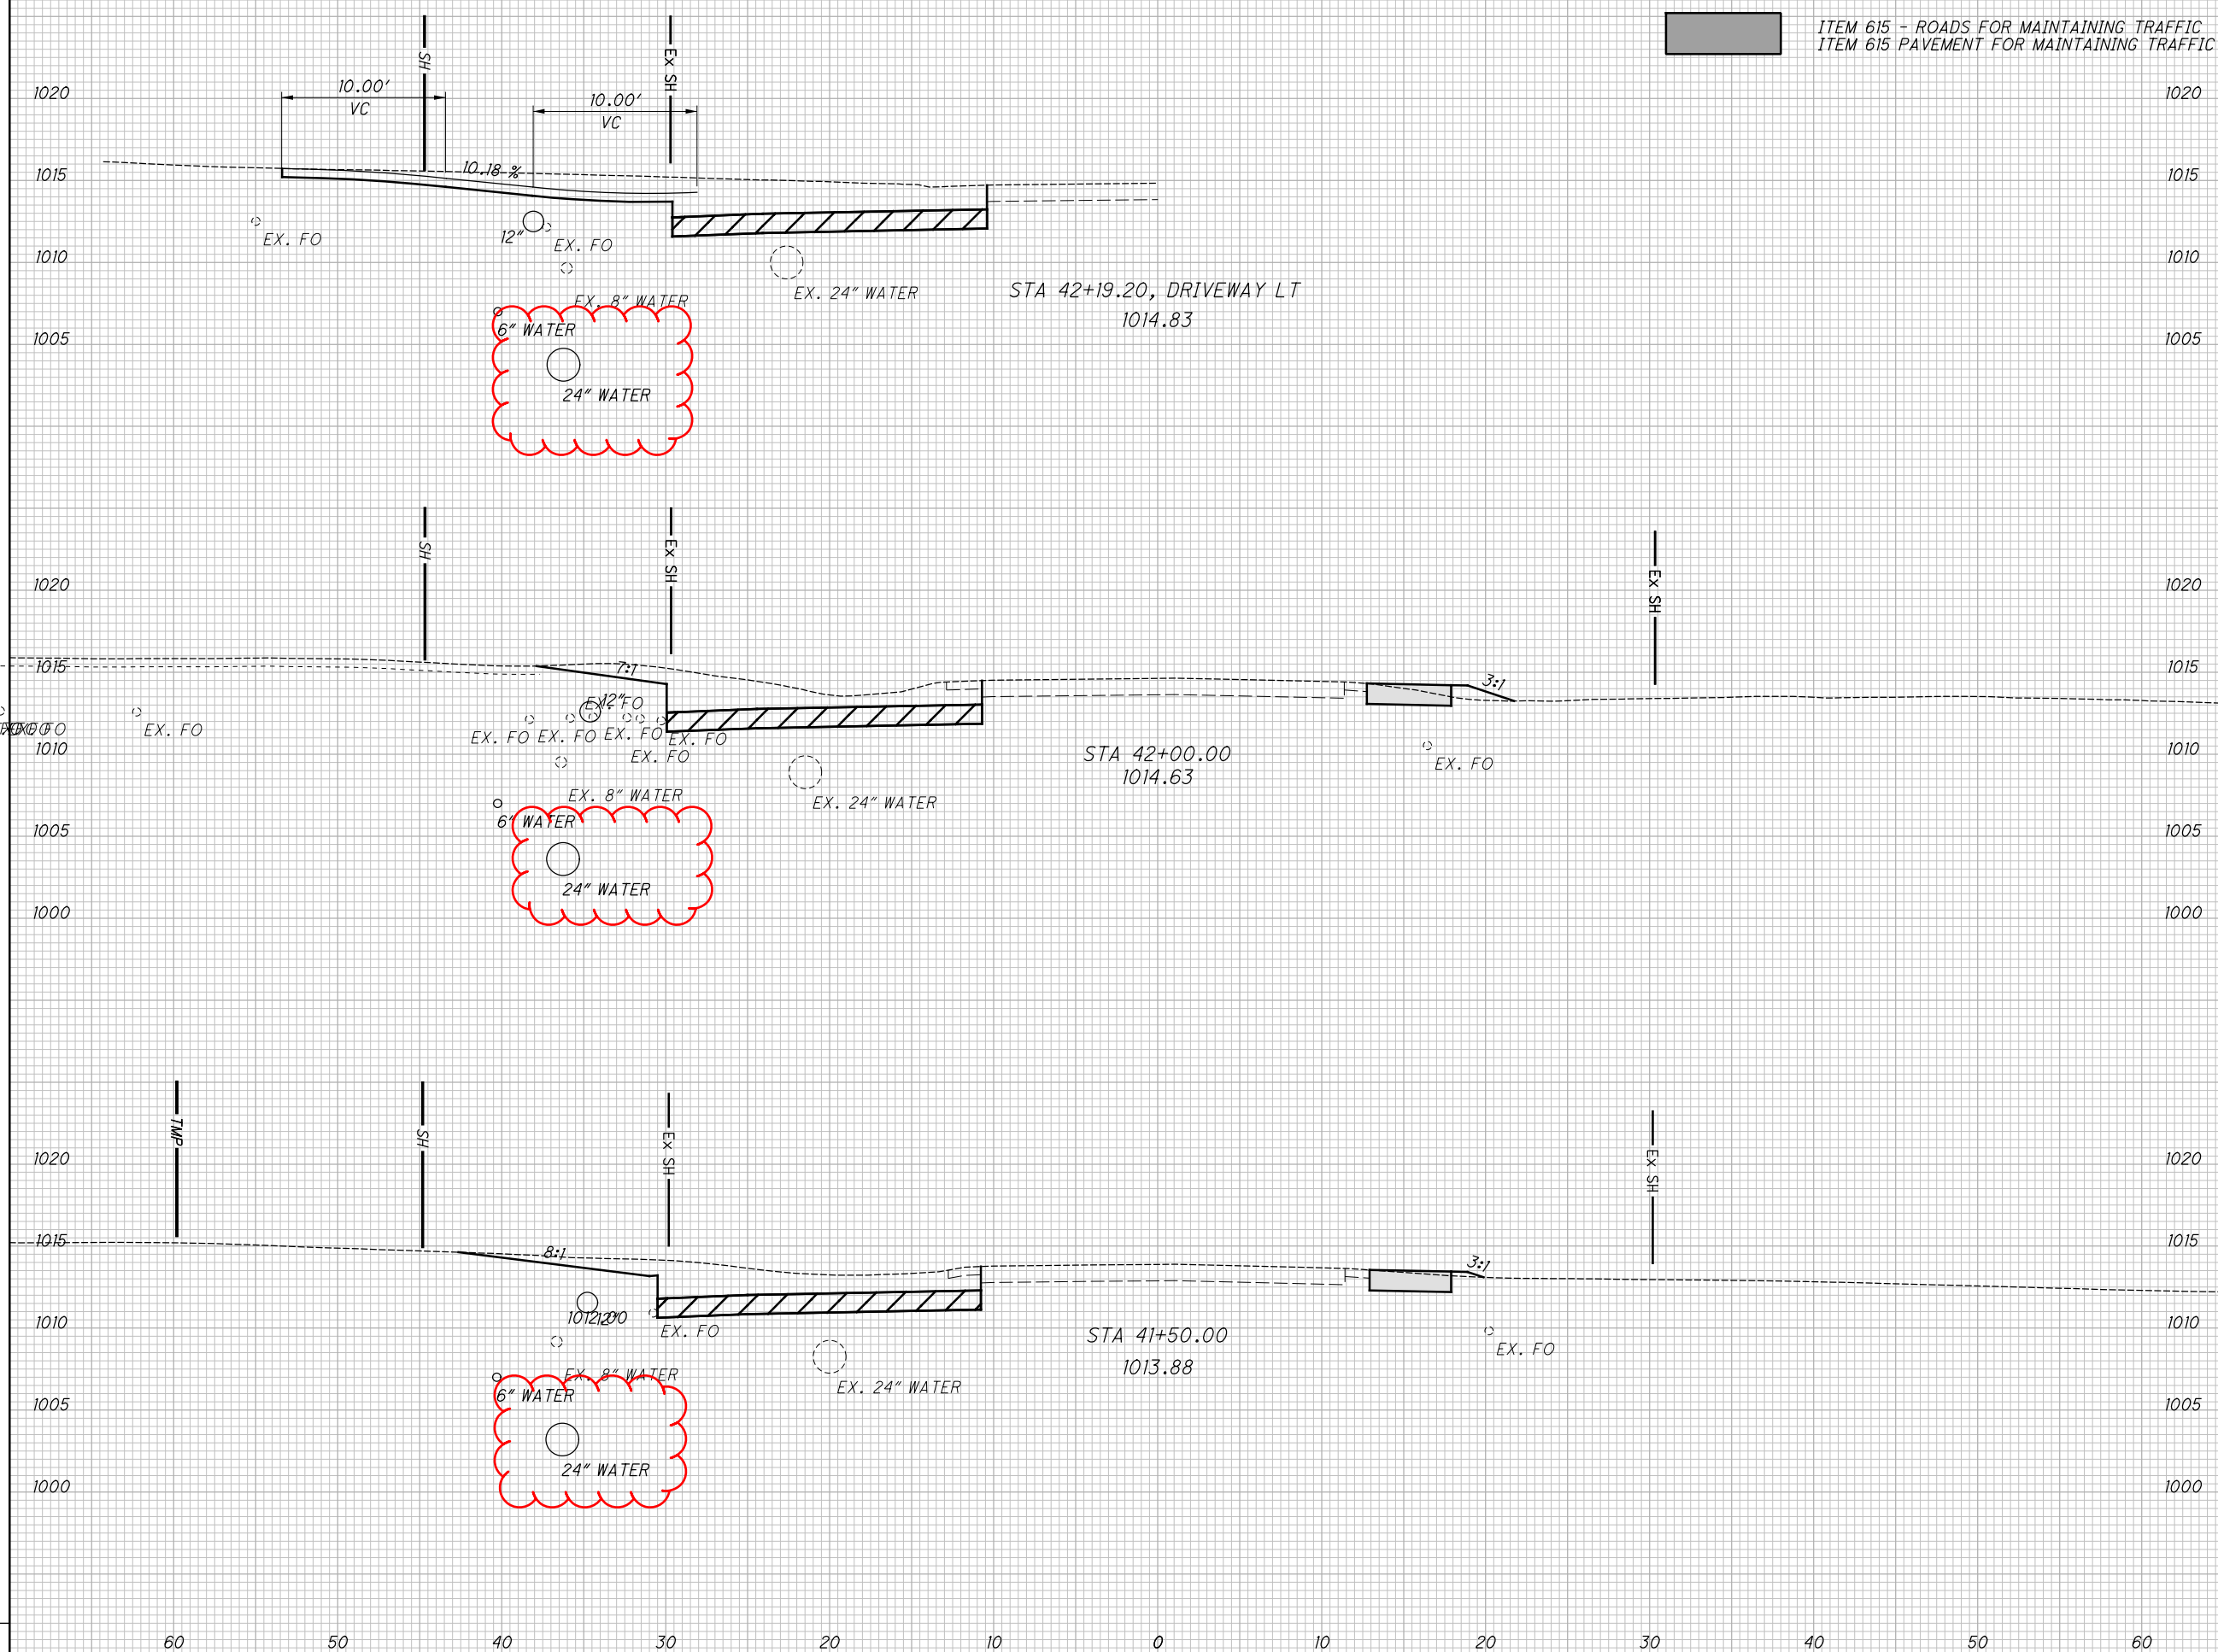 ITEM 615 - ROADS FOR MAINTAINING TRAFFIC
ITEM 615 PAVEMENT FOR MAINTAINING TRAFFIC
SH
Ex SH
10.00'
VC
10.00'
VC
1020
1020
10.18 %
1015
1015
12"
EX. FO
EX. FO
1010
1010
EX. 8" WATER
EX. 24" WATER
STA 42+19.20, DRIVEWAY LT
1014.83
6" WATER
1005
1005
24" WATER
SH
Ex SH
Ex SH
1020
1020
1015
7:1
3:1
1015
EX. FO
12"
EX. FO
EX. FO
EX. FO
EX. FO
EX. FO
EX. FO
1010
1010
STA 42+00.00
1014.63
EX. FO
EX. 8" WATER
EX. 24" WATER
6" WATER
1005
1005
24" WATER
1000
1000
TMP
SH
Ex SH
Ex SH
1020
1020
1015
8:1
3:1
1015
1012.00
12"
EX. FO
1010
1010
STA 41+50.00
1013.88
EX. FO
EX. 8" WATER
EX. 24" WATER
6" WATER
1005
1005
24" WATER
1000
1000
60 50 40 30 20 10 0 10 20 30 40 50 60